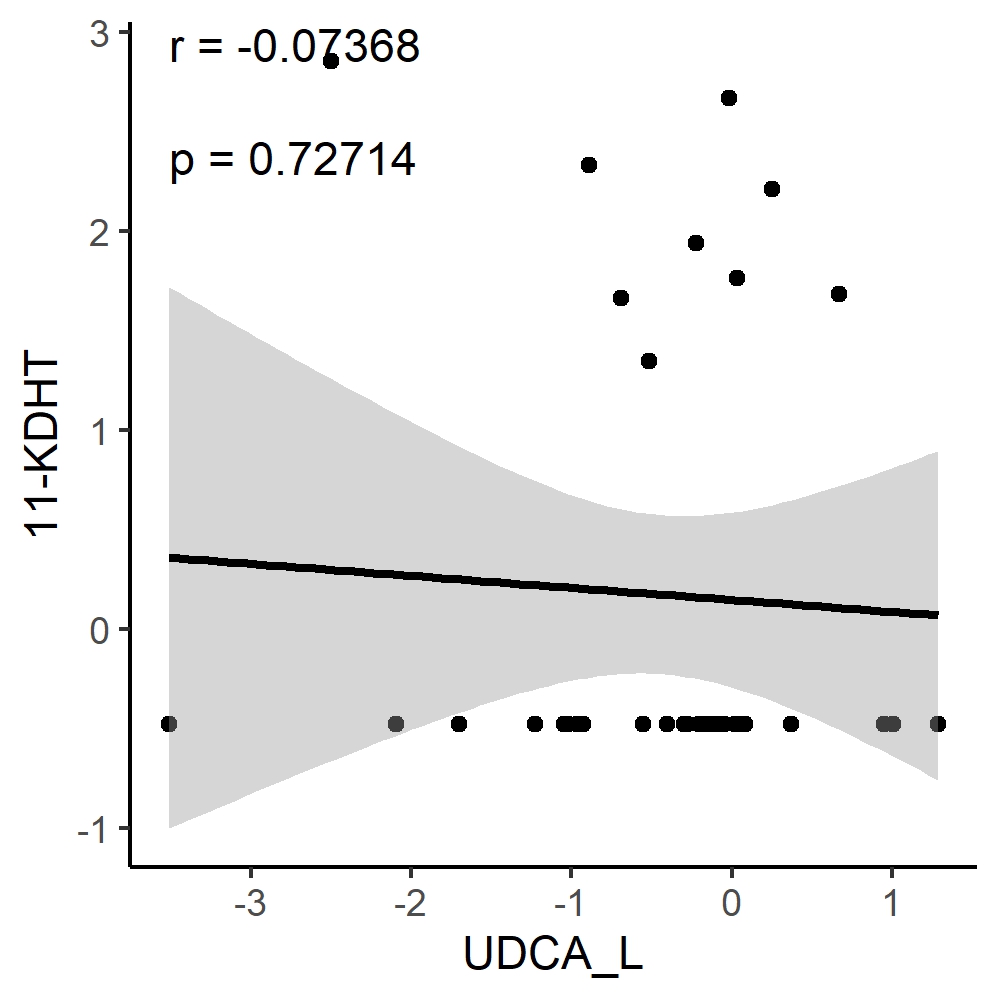 r = -0.07368
p = 0.72714
3
2
1
0
-1
11-KDHT
-3 -2 -1 0 1
UDCA_L